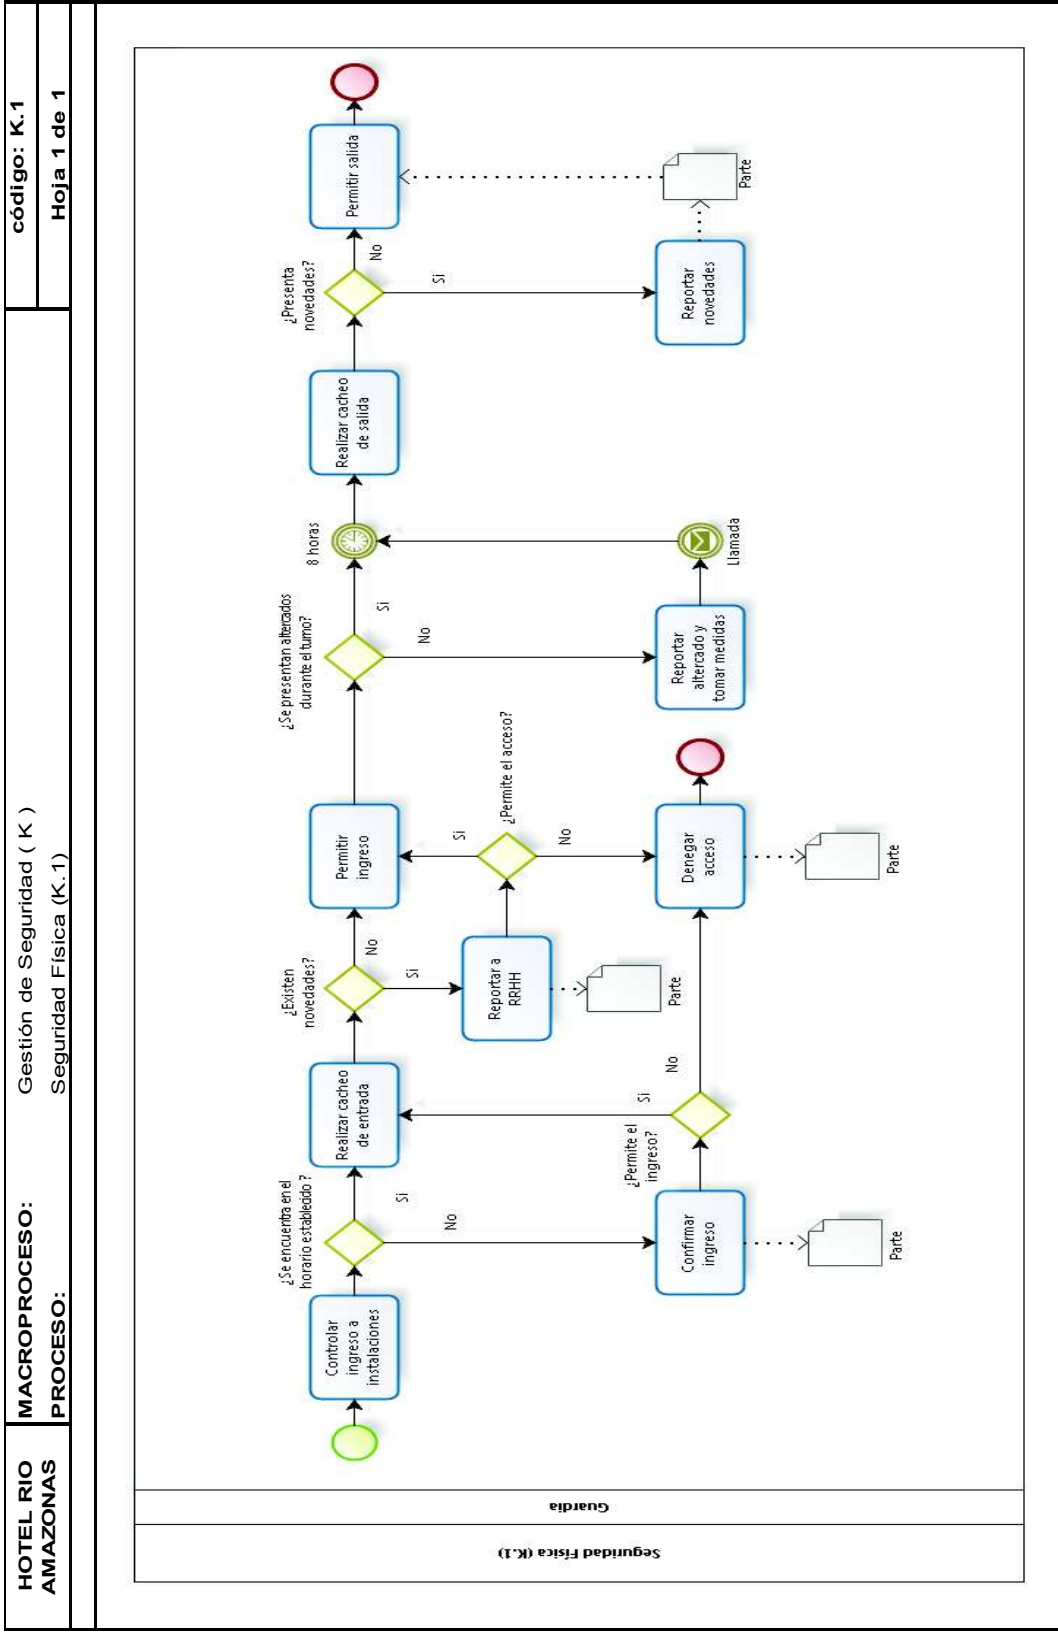 HOTEL RIO
AMAZONAS
MACROPROCESO:
Gestión de Seguridad ( K )
PROCESO:
Seguridad Física (K.1)
código: K.1
Hoja 1 de 1
Seguridad Física (K.1)
Guardia
Controlar
ingreso a
instalaciones
¿Se encuentra en el
horario establecido ?
Si
No
Confirmar
ingreso
Parte
¿Permite el
ingreso?
Si
No
Realizar cacheo
de entrada
¿Existen
novedades?
No
Si
Reportar a
RRHH
Parte
¿Permite el acceso?
Si
No
Permitir
ingreso
Denegar
acceso
Parte
¿Se presentan altercados
durante el turno?
Si
No
Reportar
altercado y
tomar medidas
Llamada
8 horas
Realizar cacheo
de salida
¿Presenta
novedades?
No
Si
Reportar
novedades
Parte
Permitir salida